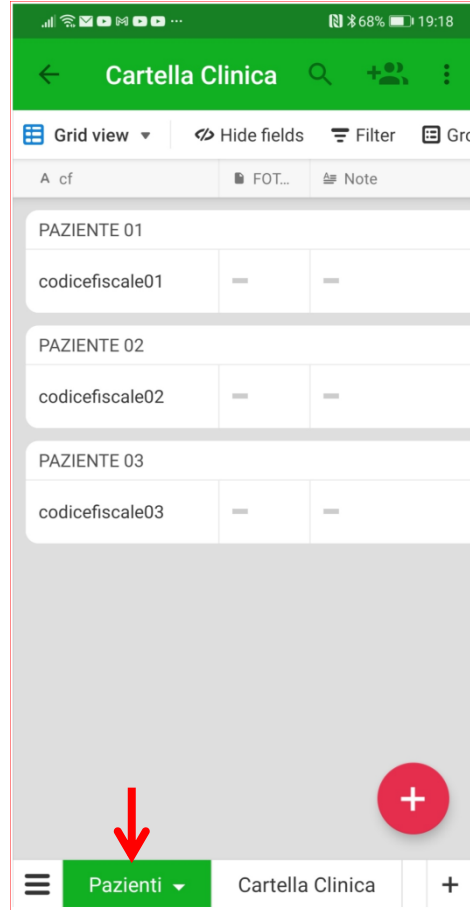 68% 19:18
Cartella Clinica
Grid view Hide fields Filter Gro
A cf FOT... Note
PAZIENTE 01
codicefiscale01
PAZIENTE 02
codicefiscale02
PAZIENTE 03
codicefiscale03
Pazienti Cartella Clinica +